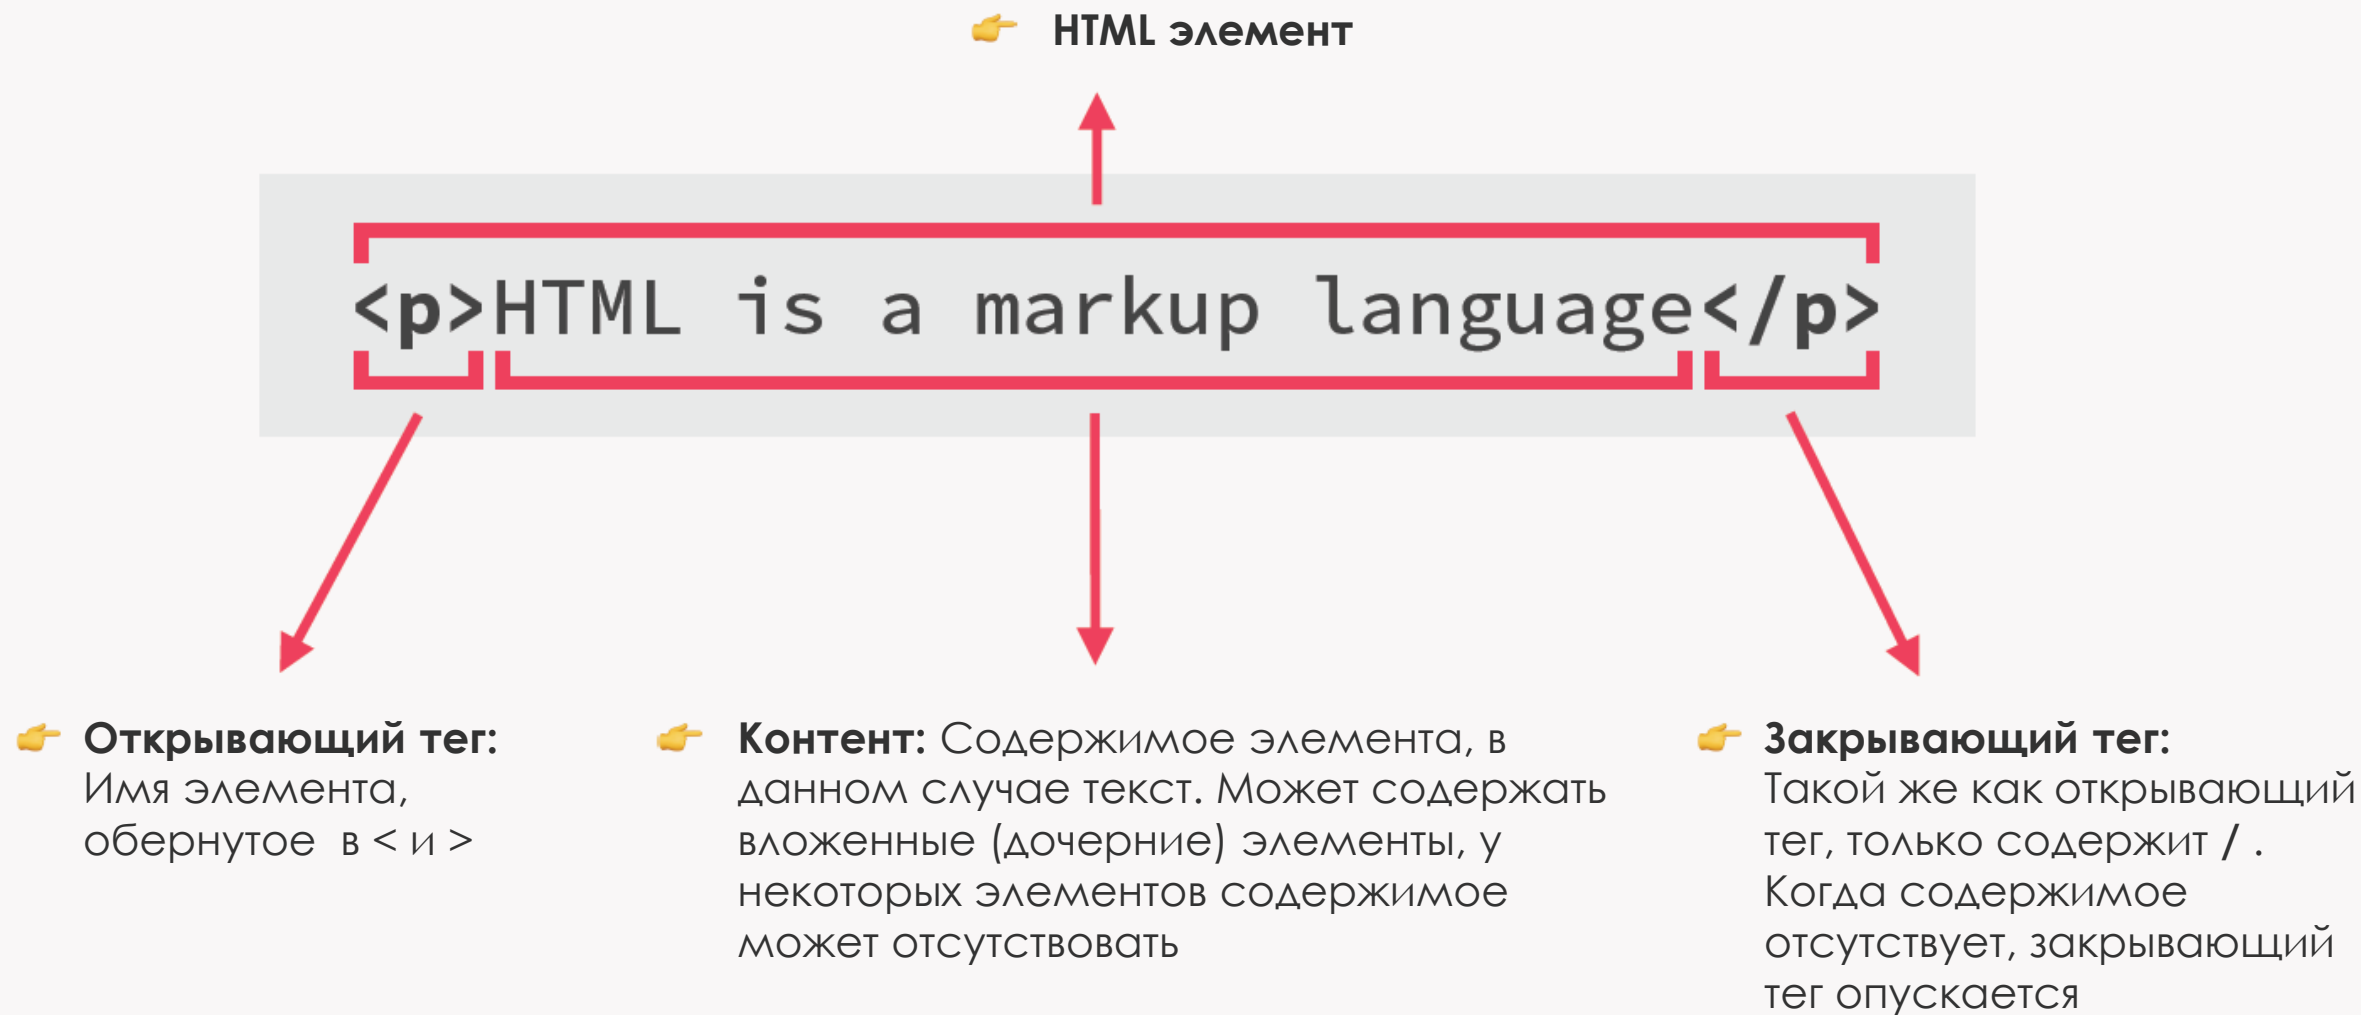 👉 HTML элемент
<p>HTML is a markup language</p>
👉 Открывающий тег:
Имя элемента,
обернутое в < и >
👉 Контент: Содержимое элемента, в
данном случае текст. Может содержать
вложенные (дочерние) элементы, у
некоторых элементов содержимое
может отсутствовать
👉 Закрывающий тег:
Такой же как открывающий
тег, только содержит / .
Когда содержимое
отсутствует, закрывающий
тег опускается